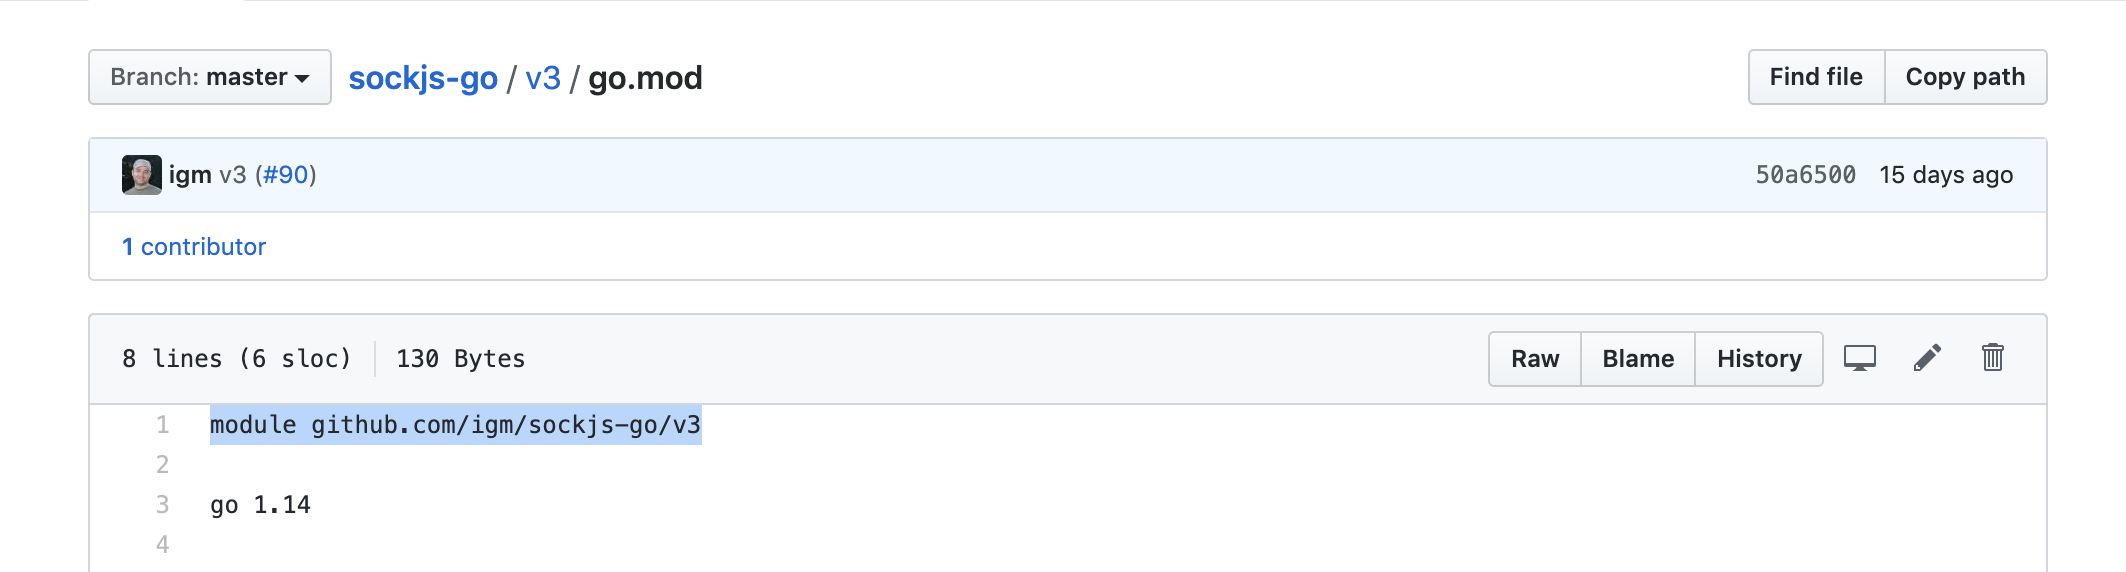 Branch: master sockjs-go / v3 / go.mod Find file Copy path
igm v3 (#90) 50a6500 15 days ago
1 contributor
8 lines (6 sloc) 130 Bytes Raw Blame History
1 module github.com/igm/sockjs-go/v3
2
3 go 1.14
4